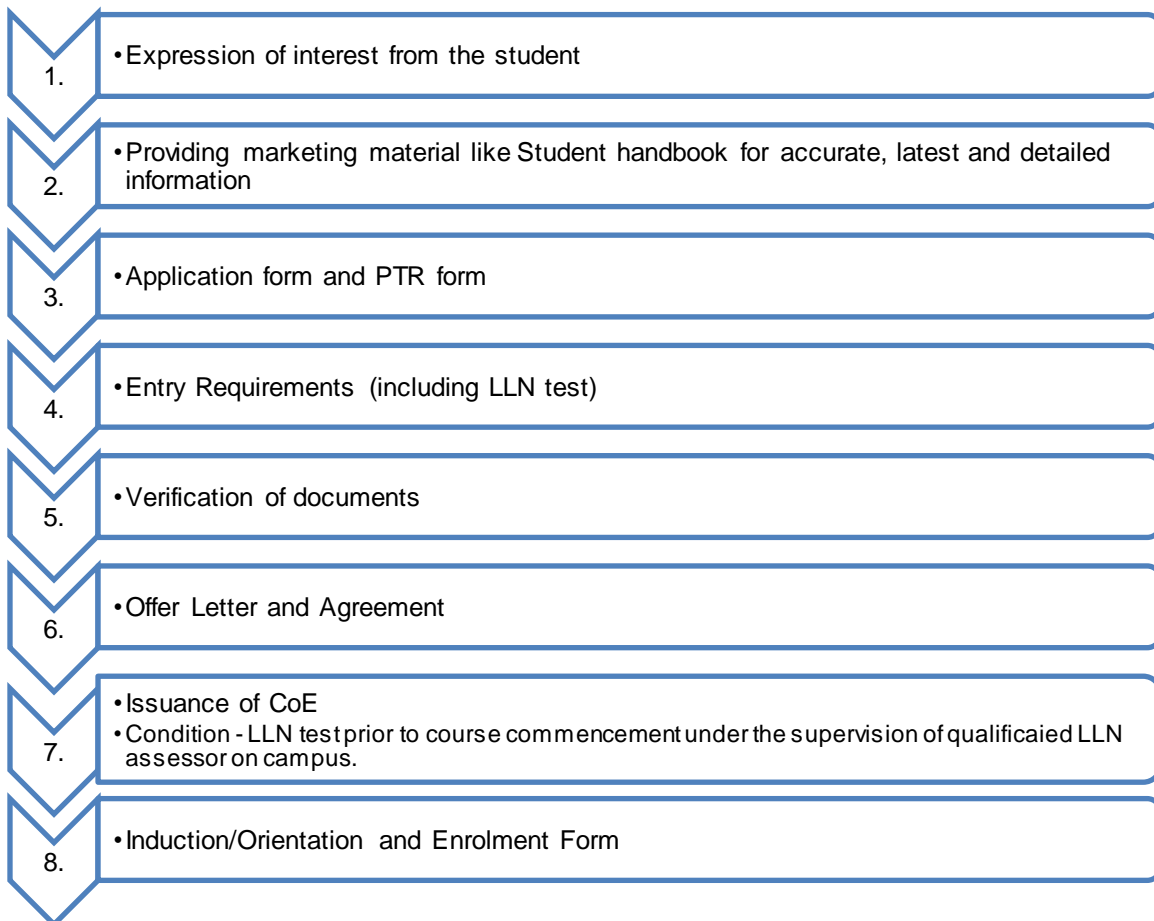 1.
•Expression of interest from the student
2.
•Providing marketing material like Student handbook for accurate, latest and detailed
information
3.
•Application form and PTR form
4.
•Entry Requirements (including LLN test)
5.
•Verification of documents
6.
•Offer Letter and Agreement
7.
•Issuance of CoE
•Condition - LLN test prior to course commencement under the supervision of qualificaied LLN
assessor on campus.
8.
•Induction/Orientation and Enrolment Form